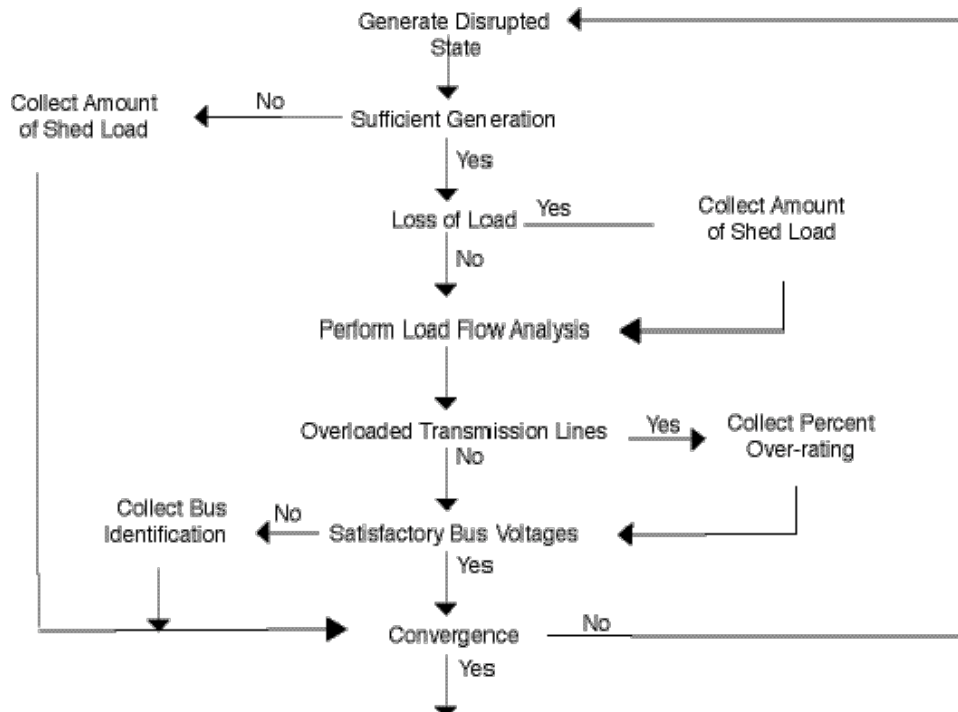 Generate Disrupted
State
Collect Amount
of Shed Load
No
Sufficient Generation
Yes
Loss of Load
Yes
Collect Amount
of Shed Load
No
Perform Load Flow Analysis
Overloaded Transmission Lines
Yes
Collect Percent
Over-rating
No
Collect Bus
Identification
No
Satisfactory Bus Voltages
Yes
Convergence
No
Yes